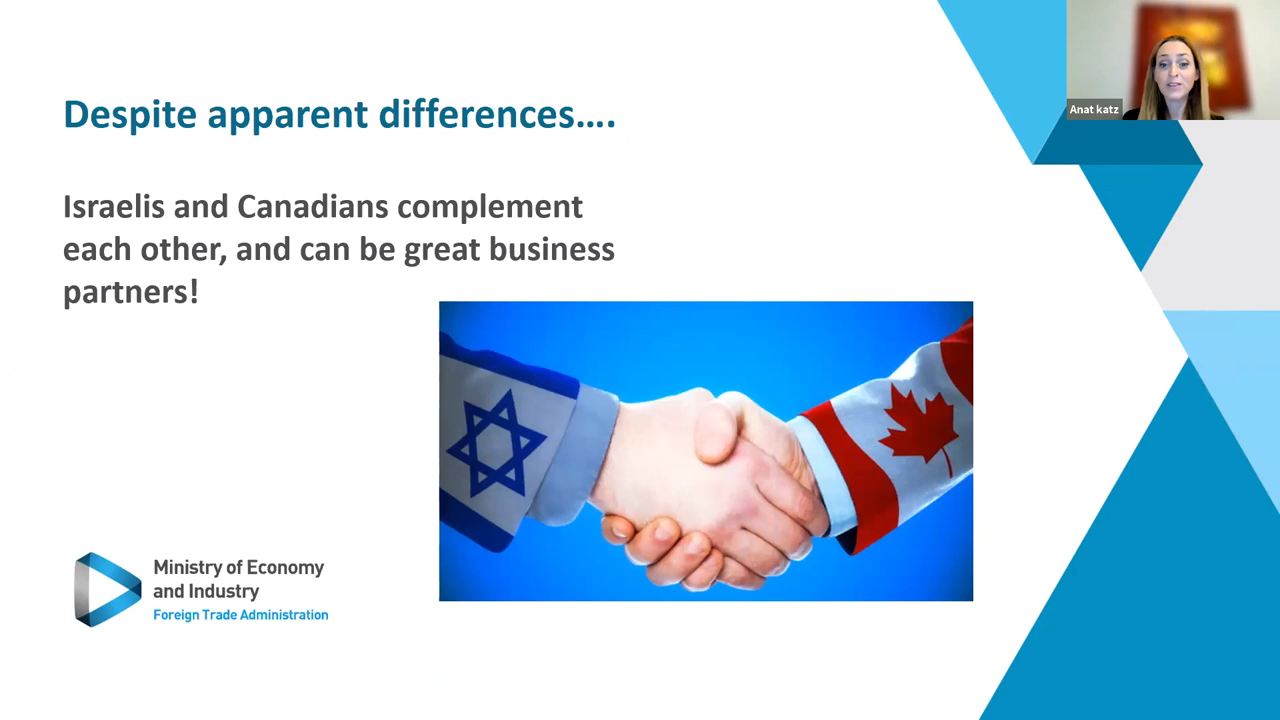 Despite apparent differences....
Israelis and Canadians complement
each other, and can be great business
partners!
Anat katz
Ministry of Economy
and Industry
Foreign Trade Administration